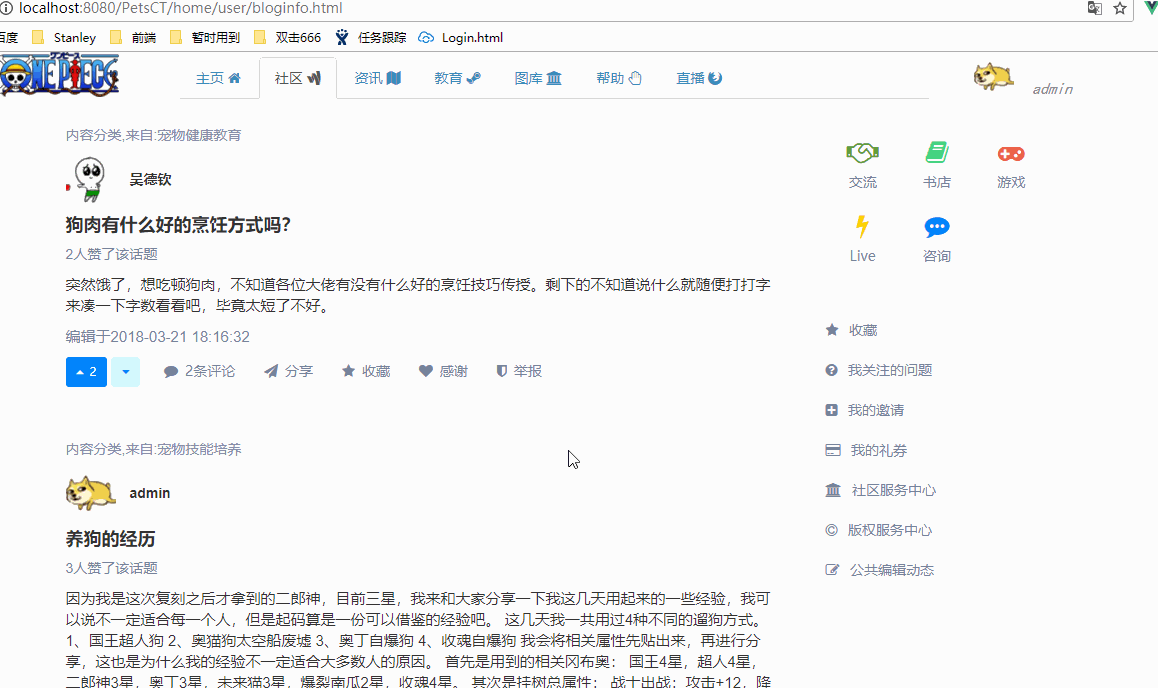 localhost:8080/PetsCT/home/user/bloginfo.html
百度 Stanley 前端 暂时用到 双击666 任务跟踪 Login.html
ONE PIECE 主页 社区 资讯 教育 图库 帮助 直播 admin
内容分类,来自:宠物健康教育
吴德钦
狗肉有什么好的烹饪方式吗?
2人赞了该话题
突然饿了，想吃顿狗肉，不知道各位大佬有没有什么好的烹饪技巧传授。剩下的不知道说什么就随便打打字
来凑一下字数看看吧，毕竟太短了不好。
编辑于2018-03-21 18:16:32
2 2条评论 分享 收藏 感谢 举报
内容分类,来自:宠物技能培养
admin
养狗的经历
3人赞了该话题
因为我是这次复刻之后才拿到的二郎神，目前三星，我来和大家分享一下我这几天用起来的一些经验，我可
以说不一定适合每一个人，但是起码算是一份可以借鉴的经验吧。 这几天我一共用过4种不同的遛狗方式。
1、国王超人狗 2、奥猫狗太空船废墟 3、奥丁自爆狗 4、收魂自爆狗 我会将相关属性先贴出来，再进行分
享，这也是为什么我的经验不一定适合大多数人的原因。 首先是用到的相关冈布奥： 国王4星，超人4星，
二郎神3星，奥丁3星，未来猫3星，爆裂南瓜2星，收魂4星。 其次是挂树总属性： 战士出战：攻击+12，降
交流 书店 游戏
Live 咨询
收藏
我关注的问题
我的邀请
我的礼券
社区服务中心
版权服务中心
公共编辑动态